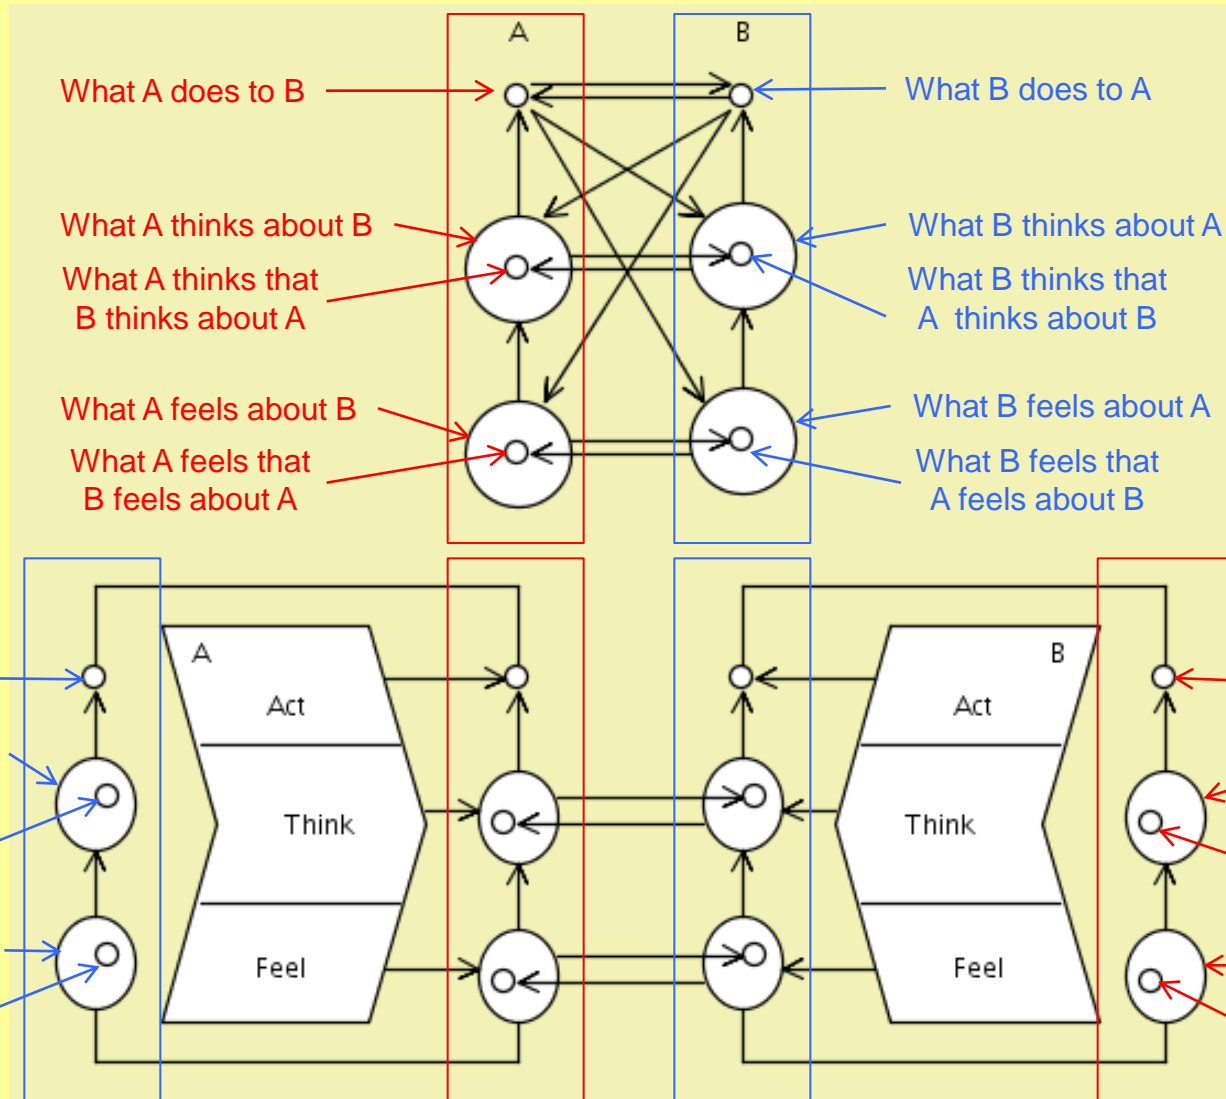 A
B
What A does to B
What B does to A
What A thinks about B
What A thinks that
B thinks about A
What B thinks about A
What B thinks that
A thinks about B
What A feels about B
What A feels that
B feels about A
What B feels about A
What B feels that
A feels about B
A
Act
Think
Feel
B
Act
Think
Feel